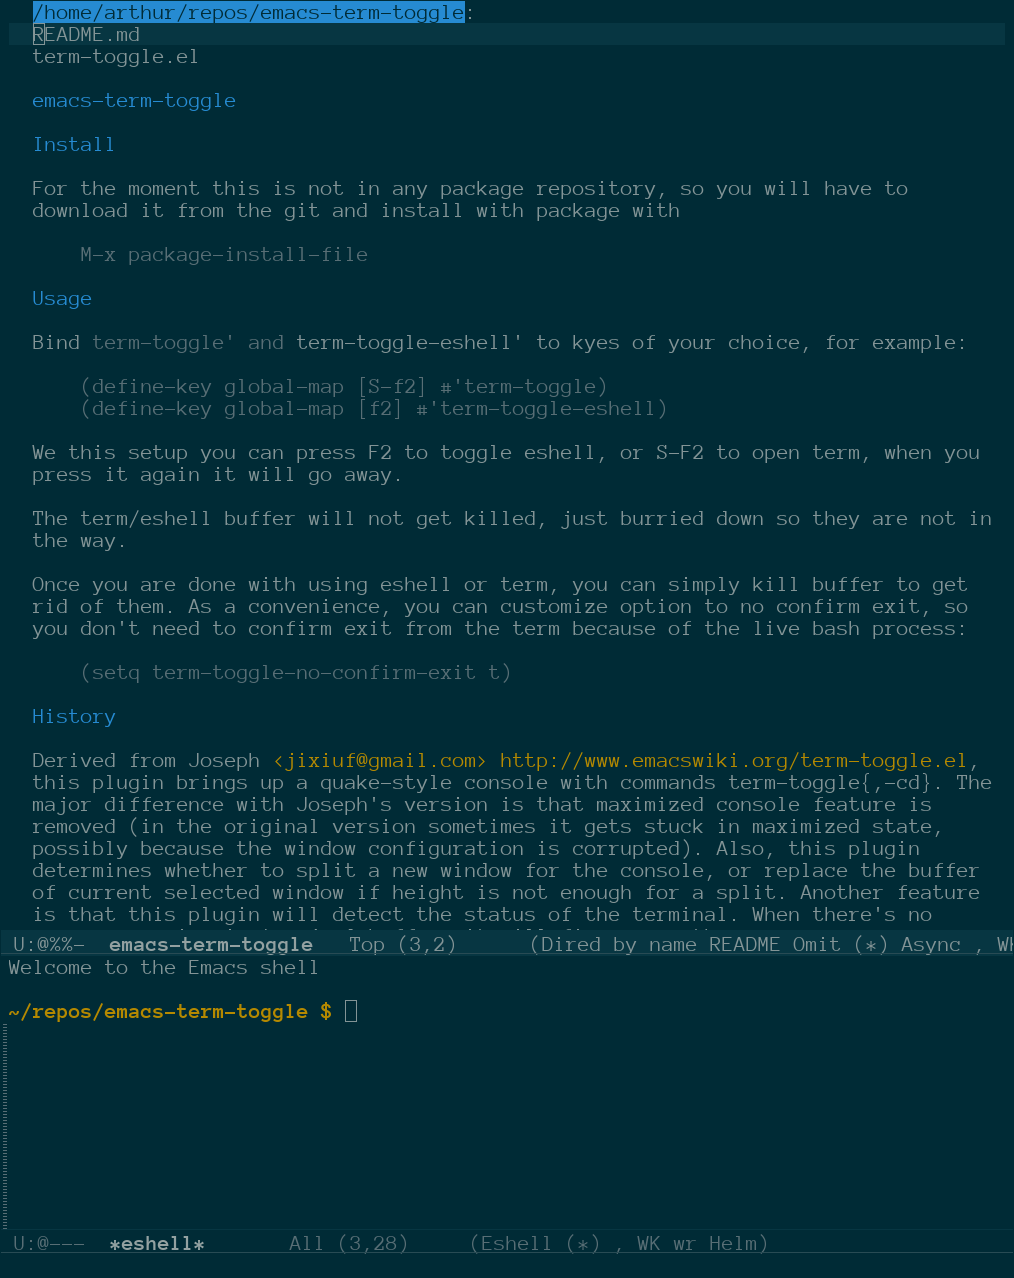 /home/arthur/repos/emacs-term-toggle:
README.md
term-toggle.el
emacs-term-toggle
Install
For the moment this is not in any package repository, so you will have to
download it from the git and install with package with
M-x package-install-file
Usage
Bind term-toggle' and term-toggle-eshell' to kyes of your choice, for example:
(define-key global-map [S-f2] #'term-toggle)
(define-key global-map [f2] #'term-toggle-eshell)
We this setup you can press F2 to toggle eshell, or S-F2 to open term, when you
press it again it will go away.
The term/eshell buffer will not get killed, just burried down so they are not in
the way.
Once you are done with using eshell or term, you can simply kill buffer to get
rid of them. As a convenience, you can customize option to no confirm exit, so
you don't need to confirm exit from the term because of the live bash process:
(setq term-toggle-no-confirm-exit t)
History
Derived from Joseph <jixiuf@gmail.com> http://www.emacswiki.org/term-toggle.el,
this plugin brings up a quake-style console with commands term-toggle{,-cd}. The
major difference with Joseph's version is that maximized console feature is
removed (in the original version sometimes it gets stuck in maximized state,
possibly because the window configuration is corrupted). Also, this plugin
determines whether to split a new window for the console, or replace the buffer
of current selected window if height is not enough for a split. Another feature
is that this plugin will detect the status of the terminal. When there's no
U:@%%- emacs-term-toggle Top (3,2) (Dired by name README Omit (*) Async , WK
Welcome to the Emacs shell
~/repos/emacs-term-toggle $
U:@--- *eshell* All (3,28) (Eshell (*) , WK wr Helm)